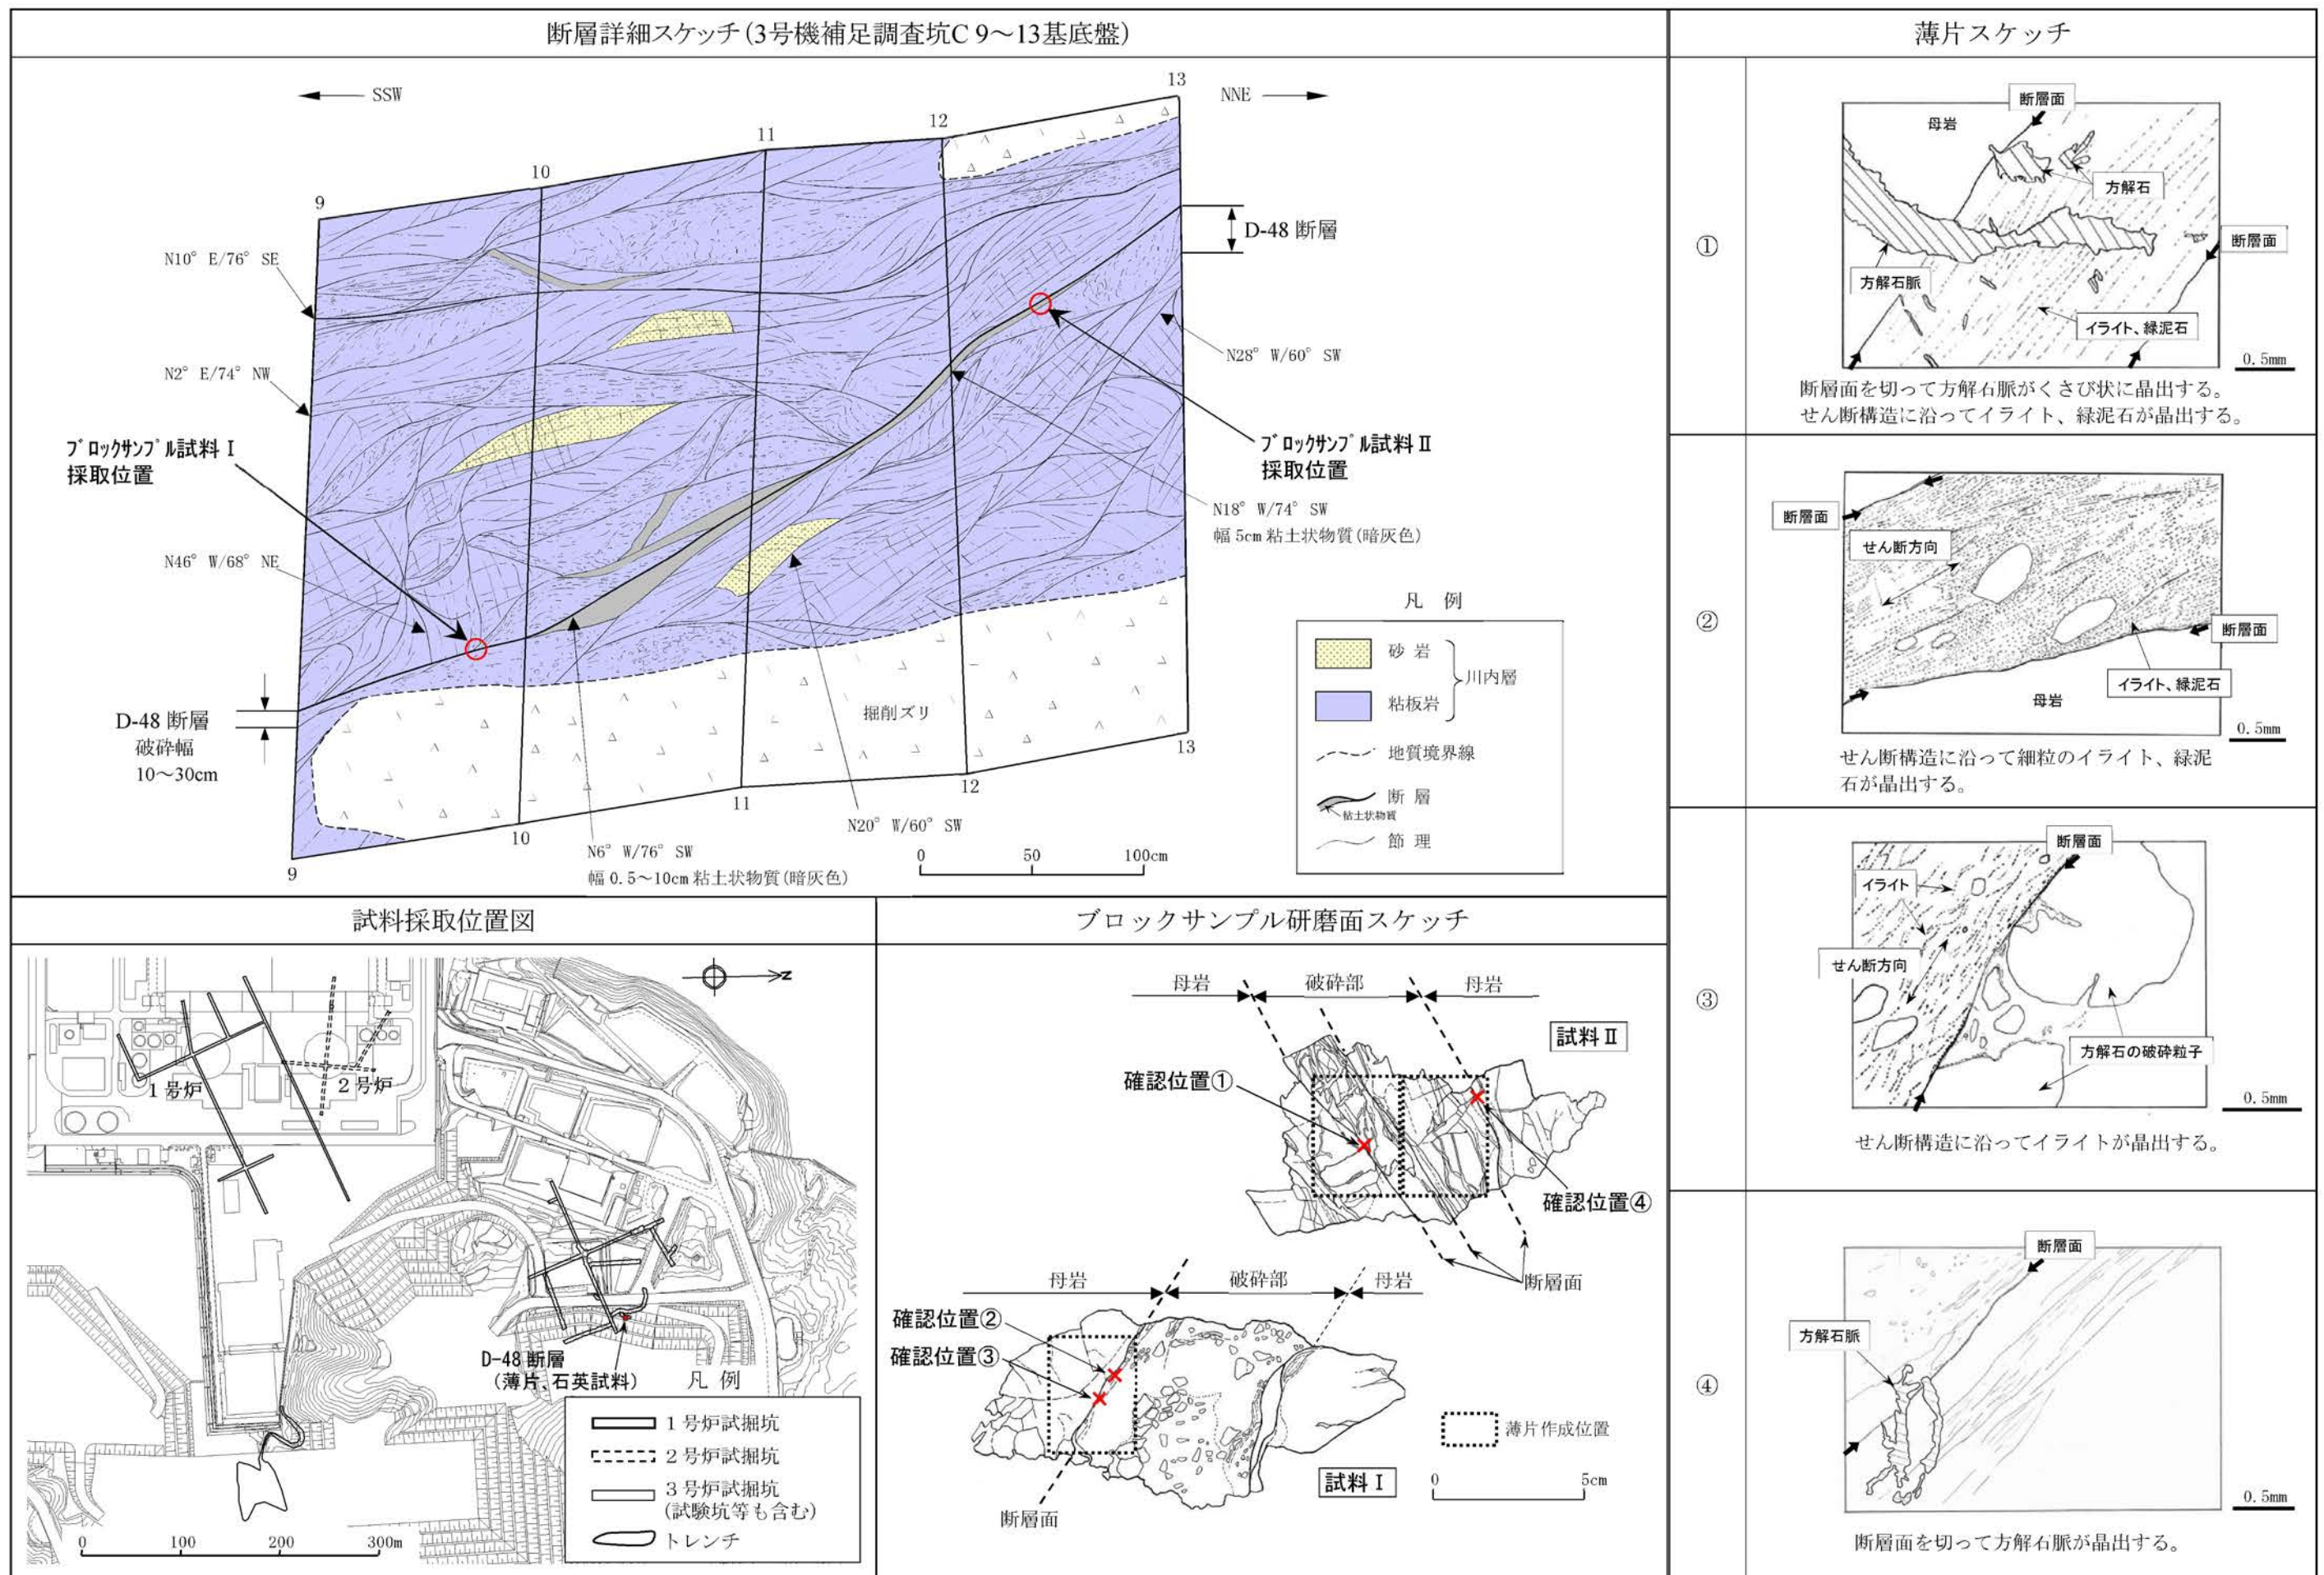 断層詳細スケッチ(3号機補足調査坑C 9～13基底盤)
SSW
NNE
13
12
11
10
9
N10° E/76° SE
D-48 断層
N2° E/74° NW
N28° W/60° SW
ブロックサンプル試料Ⅰ
採取位置
ブロックサンプル試料Ⅱ
採取位置
N18° W/74° SW
幅 5cm 粘土状物質(暗灰色)
N46° W/68° NE
D-48 断層
破砕幅
10～30cm
掘削ズリ
13
12
11
10
9
N20° W/60° SW
N6° W/76° SW
幅 0.5～10cm 粘土状物質(暗灰色)
0 50 100cm
凡 例
砂 岩
粘板岩
川内層
地質境界線
断 層
粘土状物質
節 理
薄片スケッチ
①
断層面
母岩
方解石
断層面
方解石脈
イライト、緑泥石
0.5mm
断層面を切って方解石脈がくさび状に晶出する。
せん断構造に沿ってイライト、緑泥石が晶出する。
②
断層面
せん断方向
断層面
イライト、緑泥石
母岩
0.5mm
せん断構造に沿って細粒のイライト、緑泥
石が晶出する。
③
断層面
イライト
せん断方向
方解石の破砕粒子
0.5mm
せん断構造に沿ってイライトが晶出する。
④
断層面
方解石脈
0.5mm
断層面を切って方解石脈が晶出する。
試料採取位置図
N
1号炉
2号炉
D-48 断層
(薄片、石英試料)
凡 例
1号炉試掘坑
2号炉試掘坑
3号炉試掘坑
(試験坑等も含む)
トレンチ
0 100 200 300m
ブロックサンプル研磨面スケッチ
母岩 破砕部 母岩
試料Ⅱ
確認位置①
確認位置④
断層面
母岩 破砕部 母岩
確認位置②
確認位置③
断層面
試料Ⅰ
薄片作成位置
0 5cm